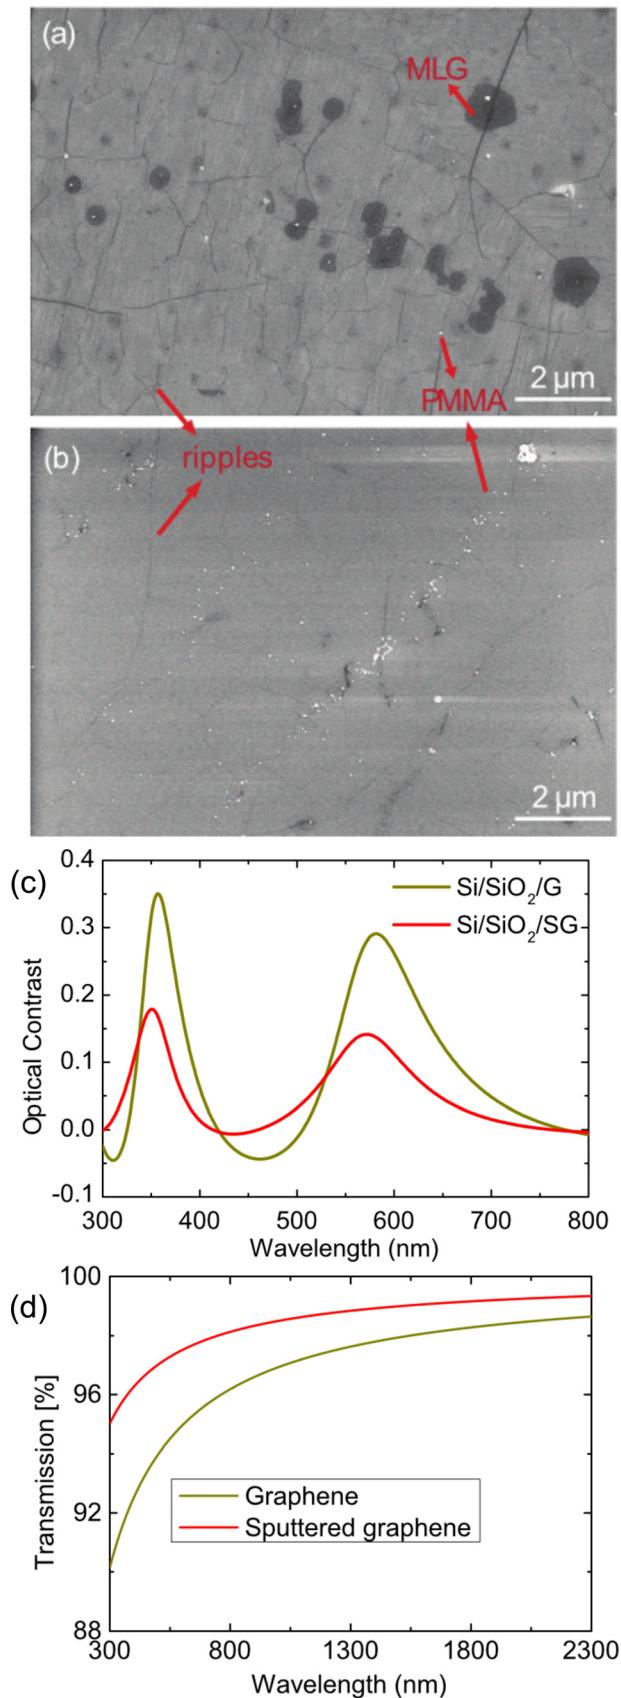 (a)
MLG
PMMA
2 µm
(b)
ripples
2 µm
(c)
0.4
0.3
0.2
0.1
0.0
-0.1
Optical Contrast
Si/SiO2/G
Si/SiO2/SG
300 400 500 600 700 800
Wavelength (nm)
(d)
100
96
92
88
Transmission [%]
Graphene
Sputtered graphene
300 800 1300 1800 2300
Wavelength (nm)